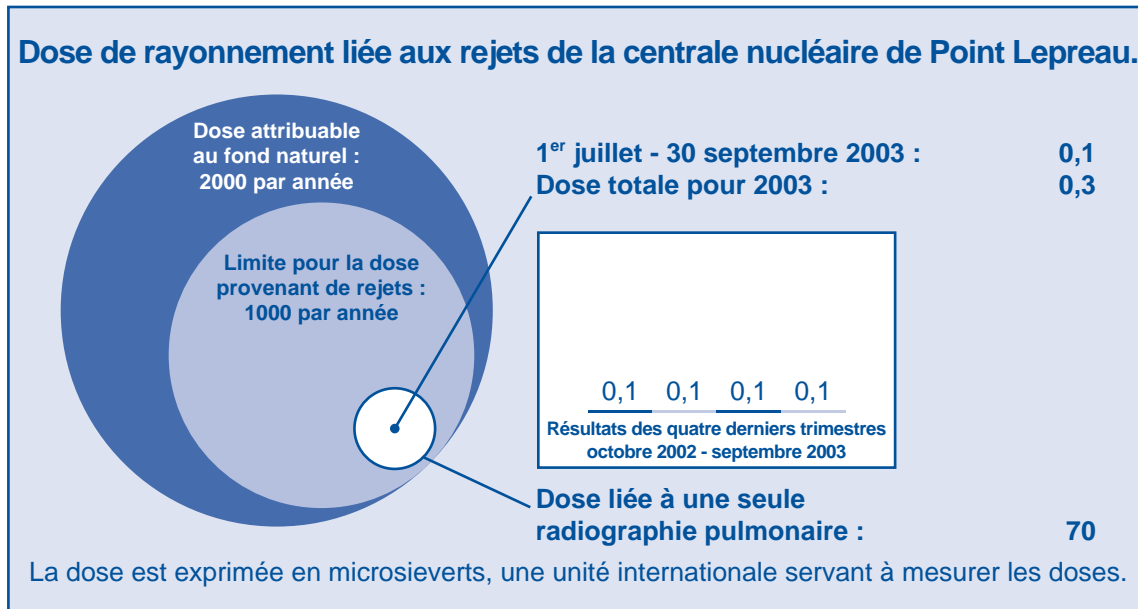 Dose de rayonnement liée aux rejets de la centrale nucléaire de Point Lepreau.
Dose attribuable
au fond naturel :
2000 par année
Limite pour la dose
provenant de rejets :
1000 par année
1er juillet - 30 septembre 2003 : 0,1
Dose totale pour 2003 : 0,3
0,1 0,1 0,1 0,1
Résultats des quatre derniers trimestres
octobre 2002 - septembre 2003
Dose liée à une seule
radiographie pulmonaire : 70
La dose est exprimée en microsieverts, une unité internationale servant à mesurer les doses.